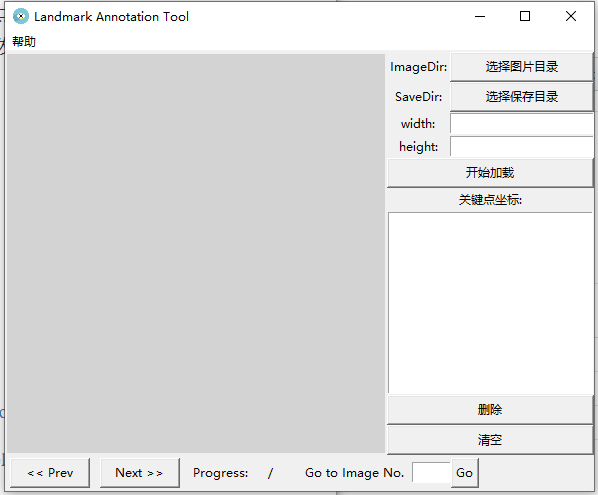 Landmark Annotation Tool
帮助
ImageDir: 选择图片目录
SaveDir: 选择保存目录
width:
height:
开始加载
关键点坐标:
删除
清空
<< Prev Next >> Progress: / Go to Image No. Go